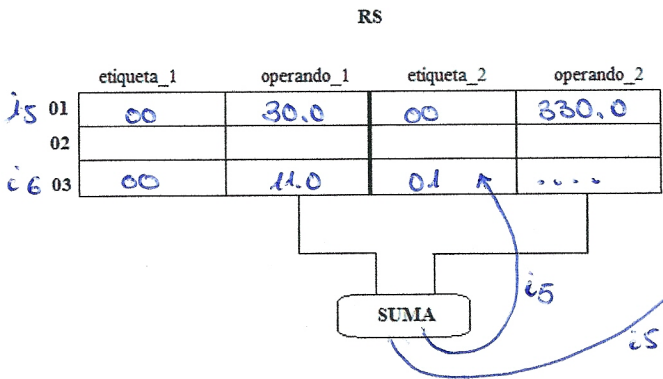 RS
etiqueta_1 operando_1 etiqueta_2 operando_2
i5 01 00 30.0 00 330.0
02
i6 03 00 11.0 01 ....
i5
SUMA
i5